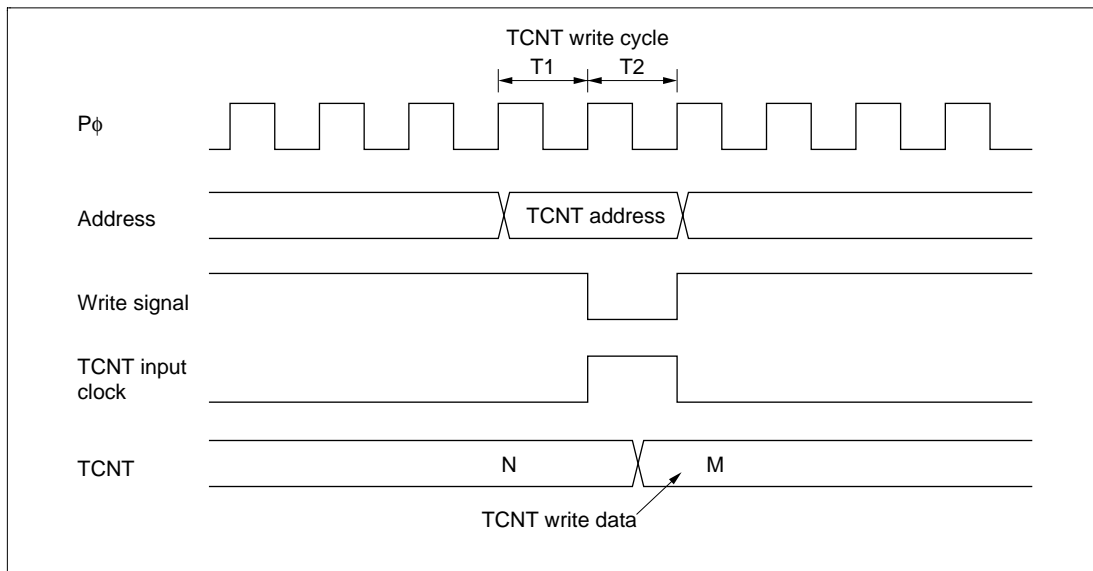 TCNT write cycle
T1 T2
Pϕ
Address
TCNT address
Write signal
TCNT input
clock
TCNT
N M
TCNT write data